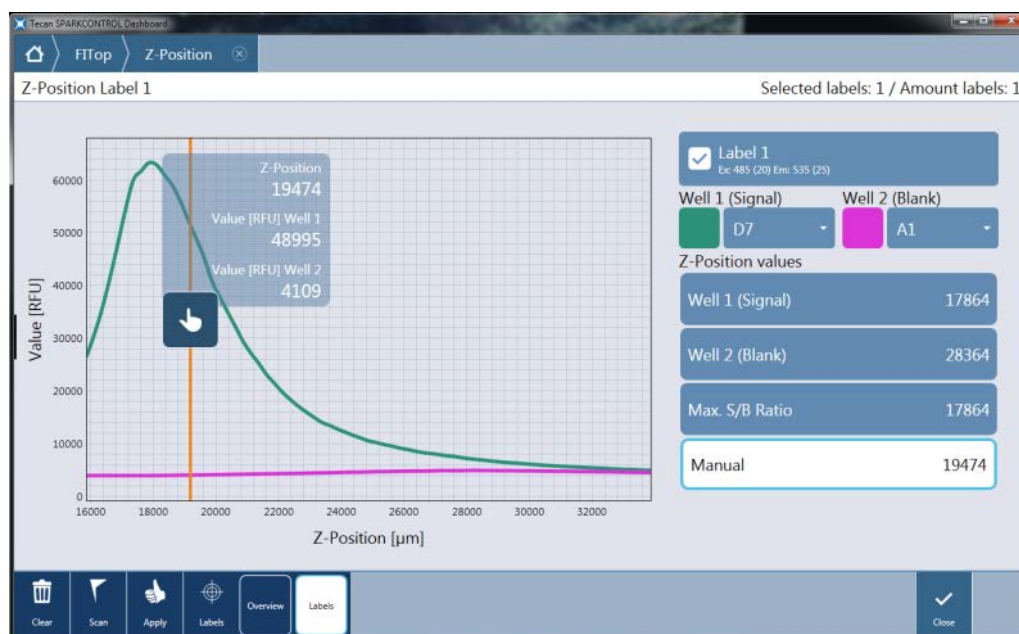 Tecan SPARKCONTROL Dashboard
FITop Z-Position
Z-Position Label 1 Selected labels: 1 / Amount labels: 1
Value [RFU]
60000
50000
40000
30000
20000
10000
0
16000 18000 20000 22000 24000 26000 28000 30000 32000
Z-Position [µm]
Z-Position
19474
Value [RFU] Well 1
48995
Value [RFU] Well 2
4109
Label 1
Ex: 485 (20) Em: 535 (25)
Well 1 (Signal) Well 2 (Blank)
D7 A1
Z-Position values
Well 1 (Signal) 17864
Well 2 (Blank) 28364
Max. S/B Ratio 17864
Manual 19474
Clear Scan Apply Labels Overview Labels Close